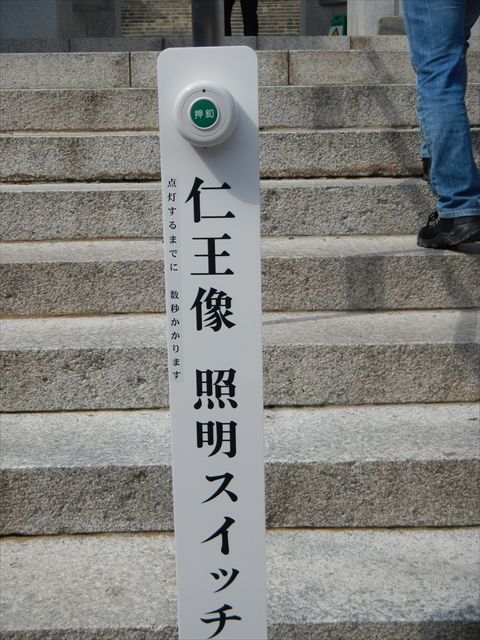 押釦
仁王像 照明スイッチ
点灯するまでに 数秒かかります